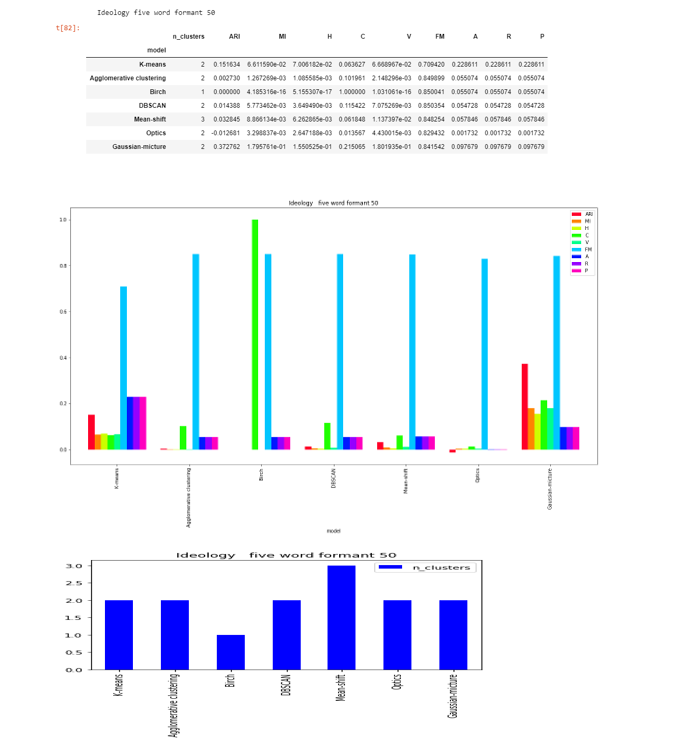 Ideology five word formant 50
t[82]:
n_clusters ARI MI H C V FM A R P
model
K-means 2 0.151634 6.611590e-02 7.006182e-02 0.063627 6.668967e-02 0.709420 0.228611 0.228611 0.228611
Agglomerative clustering 2 0.002730 1.267269e-03 1.085585e-03 0.101961 2.148296e-03 0.849899 0.055074 0.055074 0.055074
Birch 1 0.000000 4.185316e-16 5.155307e-17 1.000000 1.031061e-16 0.850041 0.055074 0.055074 0.055074
DBSCAN 2 0.014388 5.773462e-03 3.649490e-03 0.115422 7.075269e-03 0.850354 0.054728 0.054728 0.054728
Mean-shift 3 0.032845 8.866134e-03 6.262865e-03 0.061848 1.137397e-02 0.848254 0.057846 0.057846 0.057846
Optics 2 -0.012681 3.298837e-03 2.647188e-03 0.013567 4.430015e-03 0.829432 0.001732 0.001732 0.001732
Gaussian-micture 2 0.372762 1.795761e-01 1.550525e-01 0.215065 1.801935e-01 0.841542 0.097679 0.097679 0.097679
Ideology five word formant 50
ARI
MI
H
C
V
FM
A
R
P
1.0
0.8
0.6
0.4
0.2
0.0
K-means
Agglomerative clustering
Birch
DBSCAN
Mean-shift
Optics
Gaussian-micture
model
Ideology five word formant 50
n_clusters
3.0
2.5
2.0
1.5
1.0
0.5
0.0
K-means
Agglomerative clustering
Birch
DBSCAN
Mean-shift
Optics
Gaussian-micture